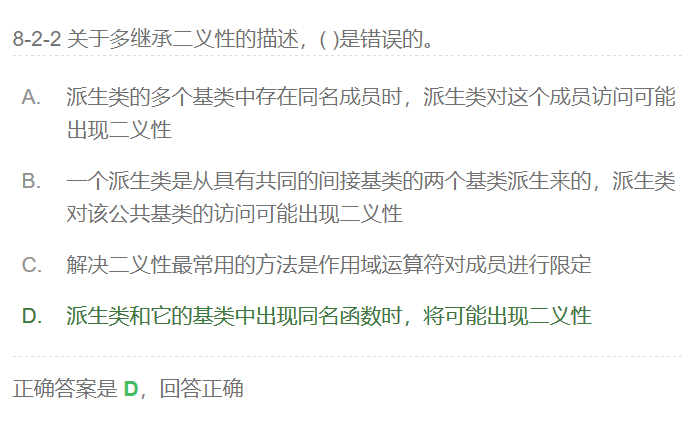 8-2-2 关于多继承二义性的描述，( )是错误的。
A. 派生类的多个基类中存在同名成员时，派生类对这个成员访问可能
出现二义性
B. 一个派生类是从具有共同的间接基类的两个基类派生来的，派生类
对该公共基类的访问可能出现二义性
C. 解决二义性最常用的方法是作用域运算符对成员进行限定
D. 派生类和它的基类中出现同名函数时，将可能出现二义性
正确答案是 D，回答正确